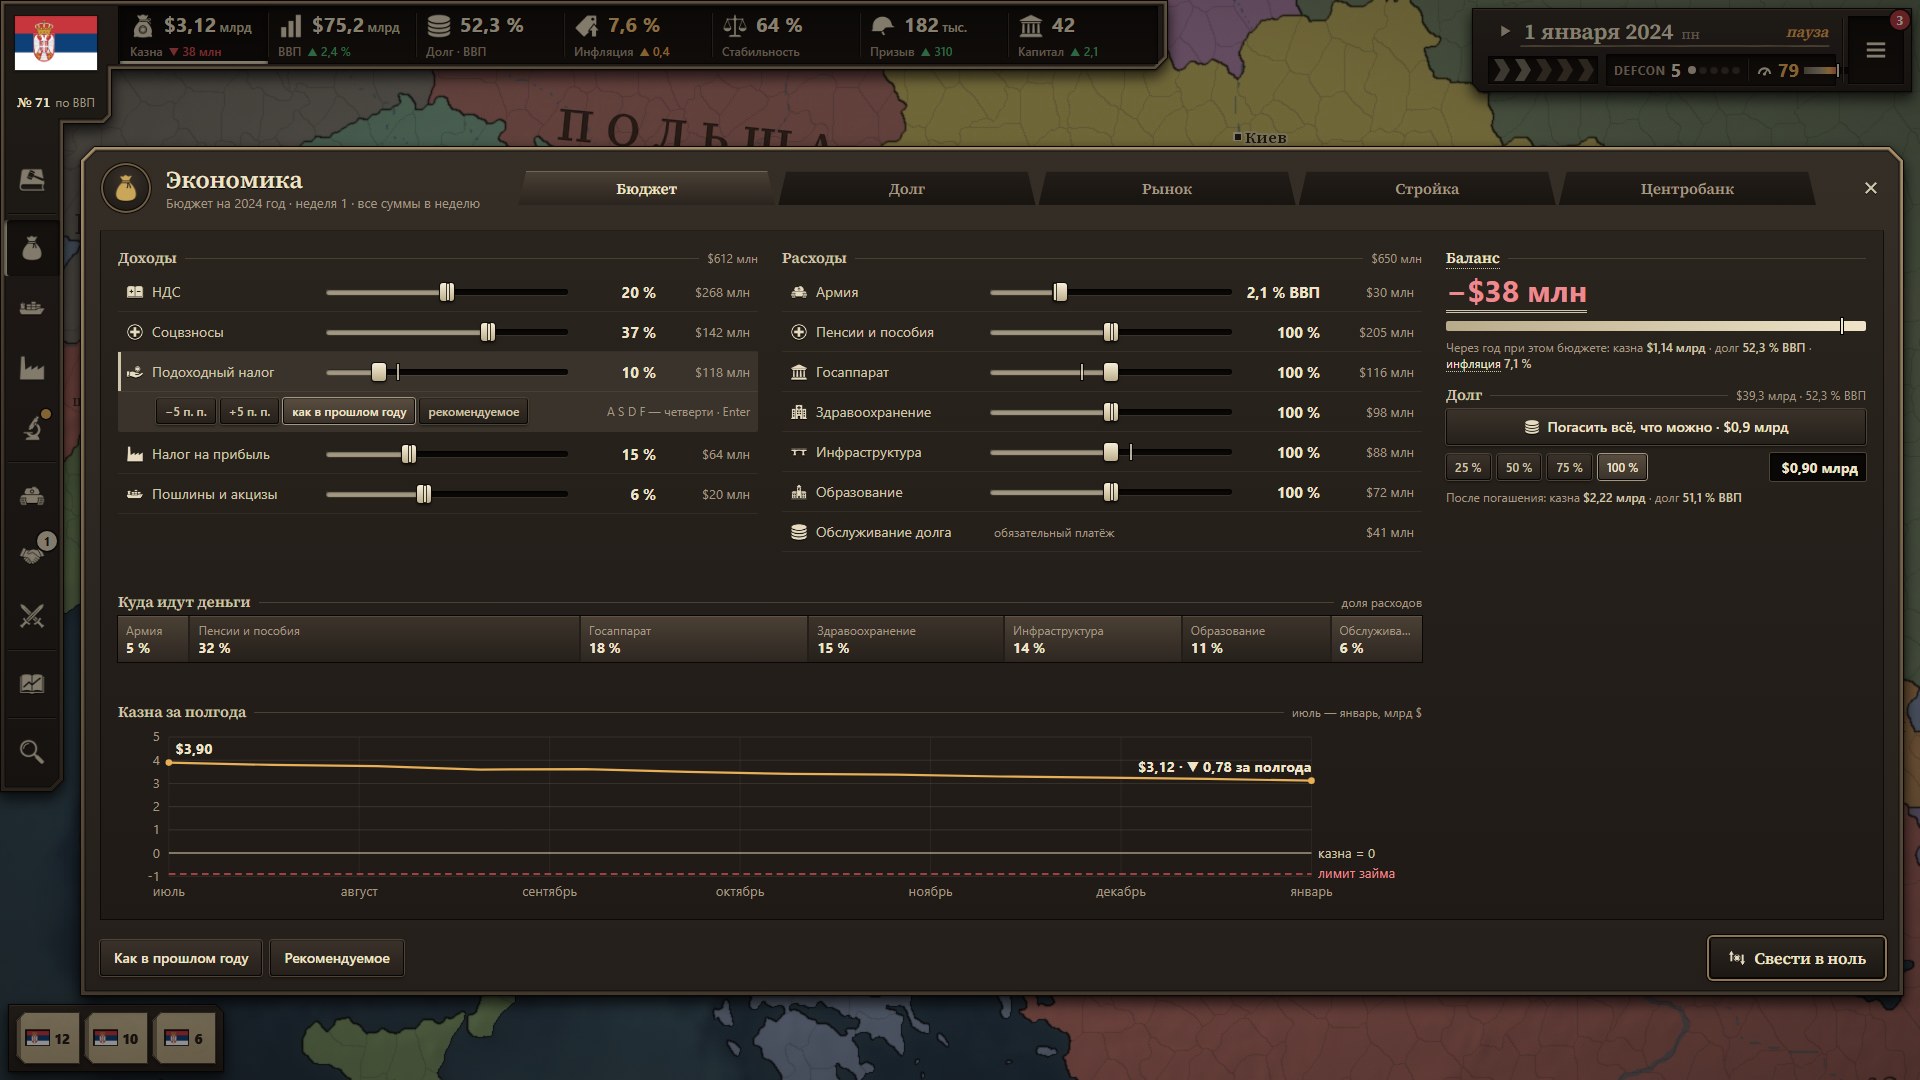 $3,12 млрд
Казна ▼ 38 млн
$75,2 млрд
ВВП ▲ 2,4 %
52,3 %
Долг · ВВП
7,6 %
Инфляция ▲ 0,4
64 %
Стабильность
182 тыс.
Призыв ▲ 310
42
Капитал ▲ 2,1
1 января 2024 пн
пауза
DEFCON 5
79
3
№ 71 по ВВП
ПОЛЬША
Киев
Экономика
Бюджет на 2024 год · неделя 1 · все суммы в неделю
Бюджет
Долг
Рынок
Стройка
Центробанк
Доходы
$612 млн
НДС 20 % $268 млн
Соцвзносы 37 % $142 млн
Подоходный налог 10 % $118 млн
−5 п. п. +5 п. п. как в прошлом году рекомендуемое A S D F — четверти · Enter
Налог на прибыль 15 % $64 млн
Пошлины и акцизы 6 % $20 млн
Расходы
$650 млн
Армия 2,1 % ВВП $30 млн
Пенсии и пособия 100 % $205 млн
Госаппарат 100 % $116 млн
Здравоохранение 100 % $98 млн
Инфраструктура 100 % $88 млн
Образование 100 % $72 млн
Обслуживание долга обязательный платёж $41 млн
Баланс
−$38 млн
Через год при этом бюджете: казна $1,14 млрд · долг 52,3 % ВВП ·
инфляция 7,1 %
Долг
$39,3 млрд · 52,3 % ВВП
Погасить всё, что можно · $0,9 млрд
25 % 50 % 75 % 100 % $0,90 млрд
После погашения: казна $2,22 млрд · долг 51,1 % ВВП
1
Куда идут деньги
доля расходов
Армия
5 %
Пенсии и пособия
32 %
Госаппарат
18 %
Здравоохранение
15 %
Инфраструктура
14 %
Образование
11 %
Обслужива...
6 %
Казна за полгода
июль — январь, млрд $
5
4
3
2
1
0
-1
$3,90
$3,12 · ▼ 0,78 за полгода
казна = 0
лимит займа
июль август сентябрь октябрь ноябрь декабрь январь
Как в прошлом году
Рекомендуемое
Свести в ноль
12
10
6